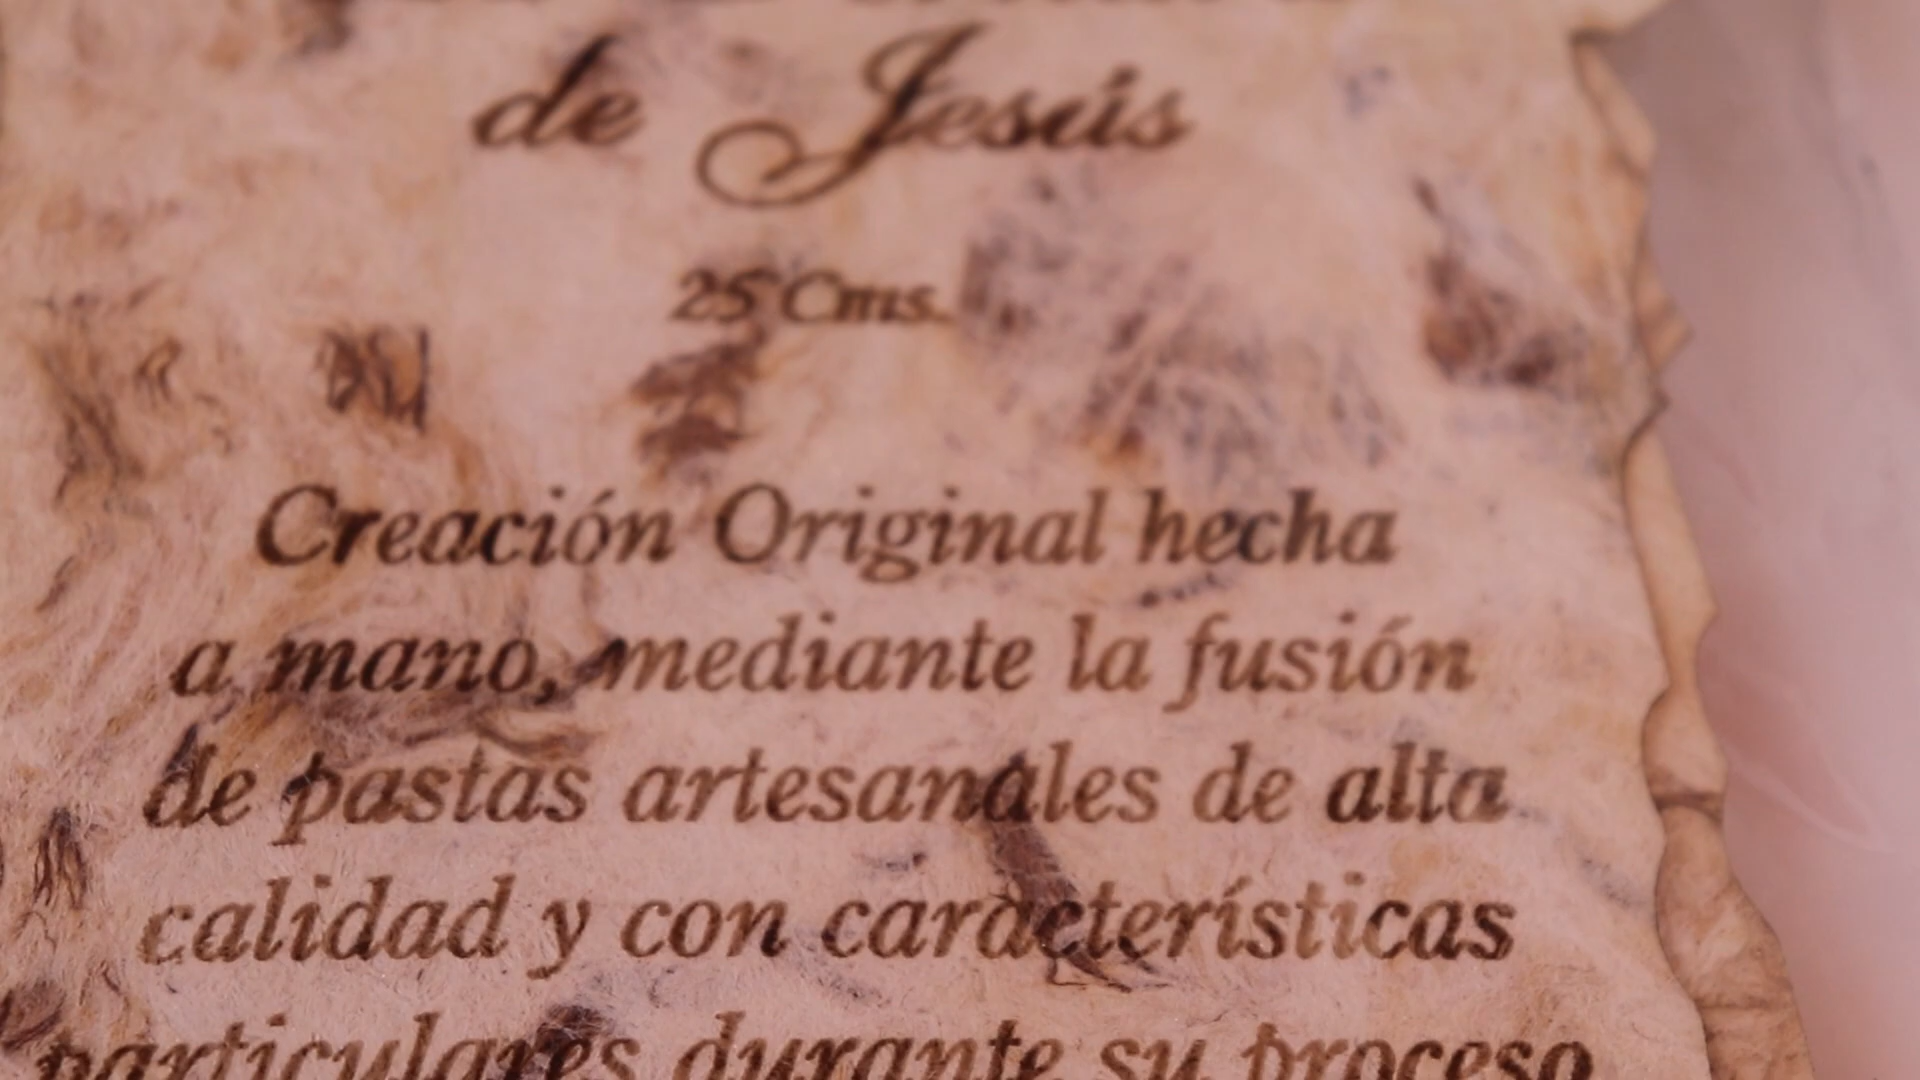 de Jesús
25 Cms.
Creación Original hecha
a mano, mediante la fusión
de pastas artesanales de alta
calidad y con características
particulares durante su proceso